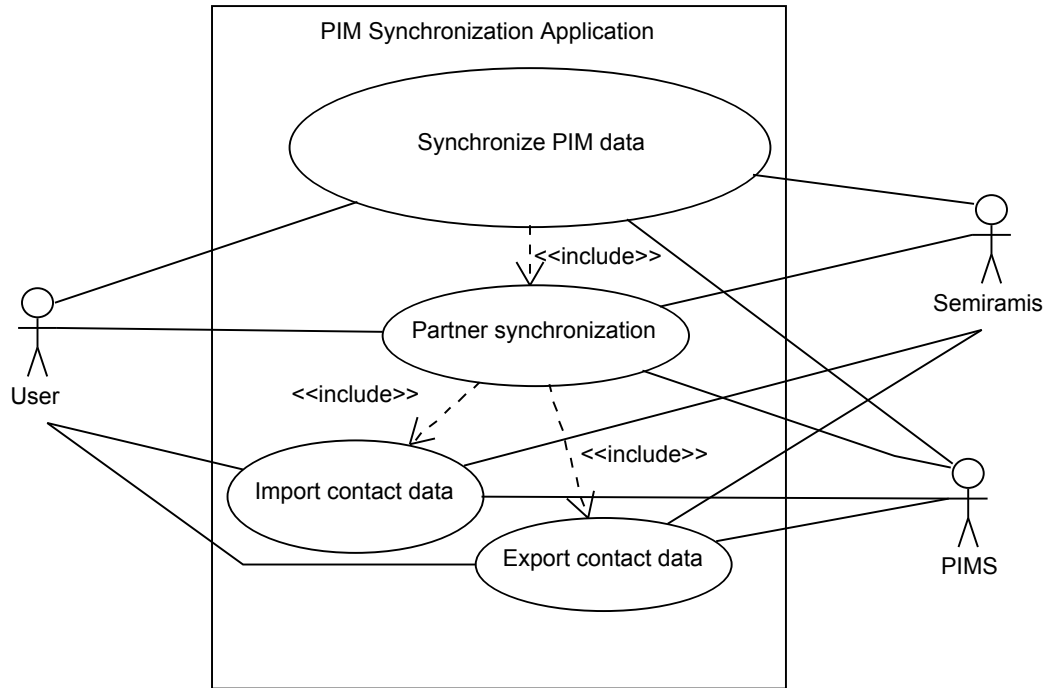 PIM Synchronization Application
Synchronize PIM data
<<include>>
Semiramis
Partner synchronization
User
<<include>>
<<include>>
Import contact data
Export contact data
PIMS